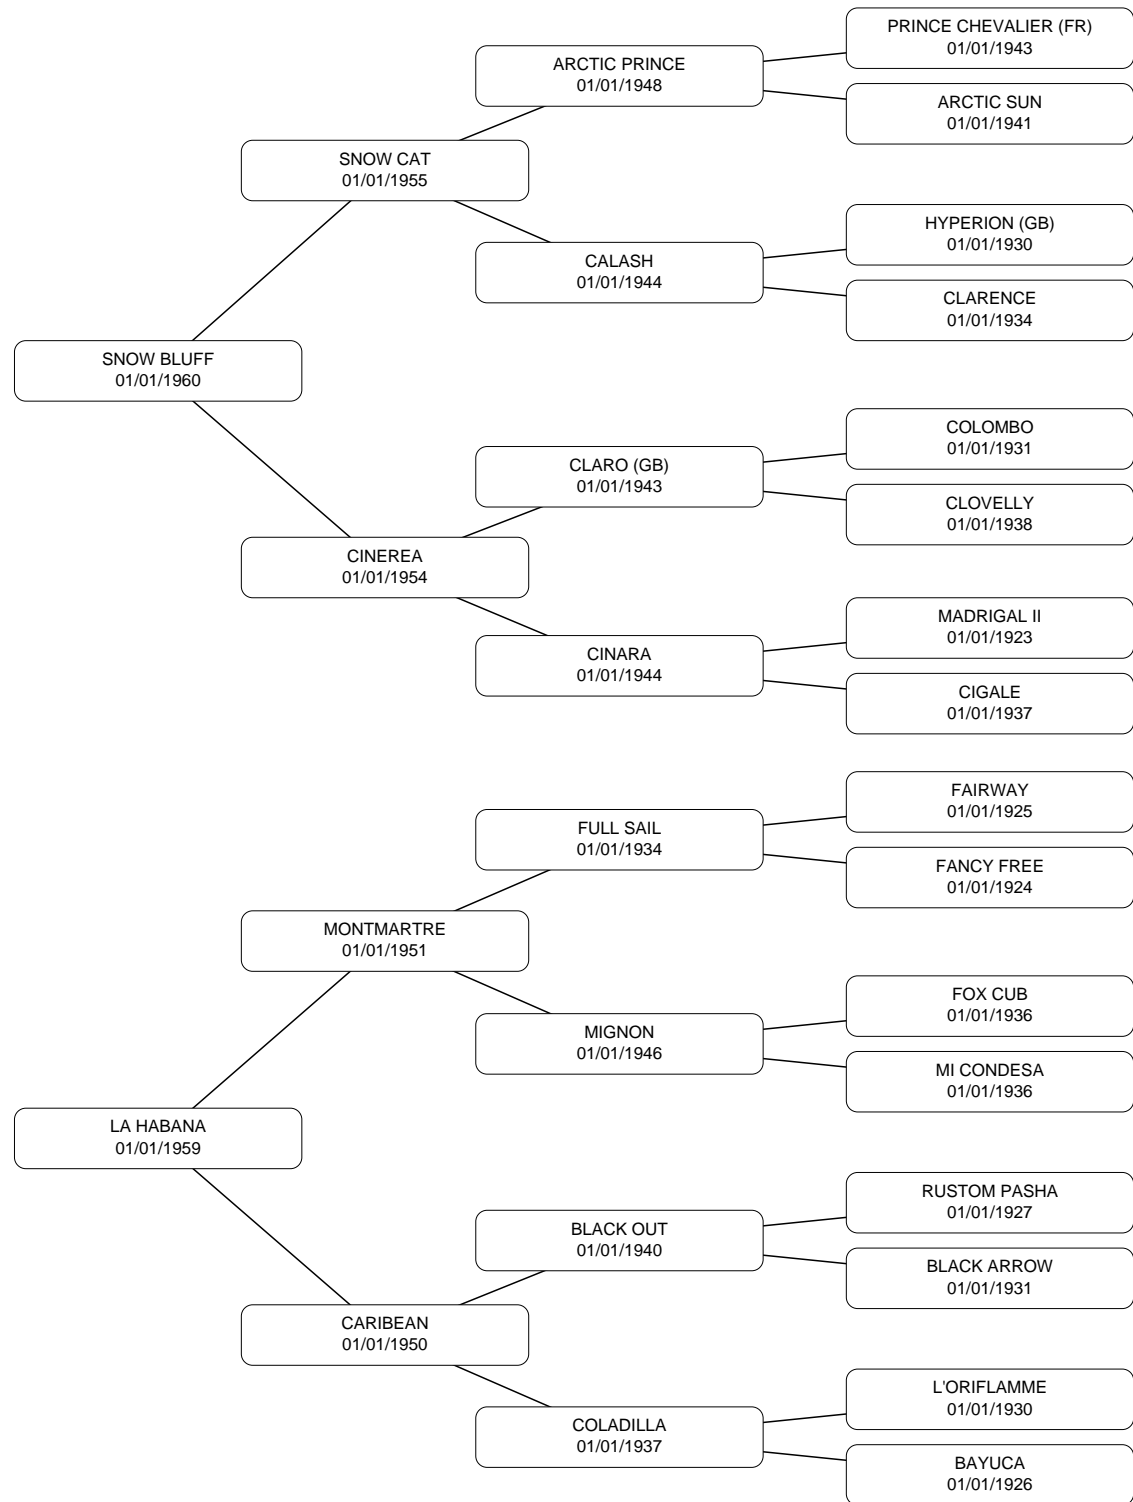 PRINCE CHEVALIER (FR)
01/01/1943
ARCTIC PRINCE
01/01/1948
ARCTIC SUN
01/01/1941
SNOW CAT
01/01/1955
HYPERION (GB)
01/01/1930
CALASH
01/01/1944
CLARENCE
01/01/1934
SNOW BLUFF
01/01/1960
COLOMBO
01/01/1931
CLARO (GB)
01/01/1943
CLOVELLY
01/01/1938
CINEREA
01/01/1954
MADRIGAL II
01/01/1923
CINARA
01/01/1944
CIGALE
01/01/1937
FAIRWAY
01/01/1925
FULL SAIL
01/01/1934
FANCY FREE
01/01/1924
MONTMARTRE
01/01/1951
FOX CUB
01/01/1936
MIGNON
01/01/1946
MI CONDESA
01/01/1936
LA HABANA
01/01/1959
RUSTOM PASHA
01/01/1927
BLACK OUT
01/01/1940
BLACK ARROW
01/01/1931
CARIBEAN
01/01/1950
L'ORIFLAMME
01/01/1930
COLADILLA
01/01/1937
BAYUCA
01/01/1926